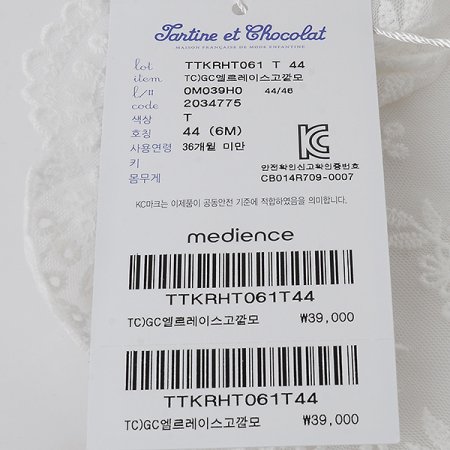 Tartine et Chocolat
MAISON FRANÇAISE DE MODE ENFANTINE
lot TTKRHT061 T 44
item TC)GC엘르레이스고깔모
l/# 0M039H0 44/46
code 2034775
색상 T
호칭 44 (6M)
사용연령 36개월 미만
키
몸무게
KC
안전확인신고확인증번호
CB014R709-0007
KC마크는 이제품이 공동안전 기준에 적합하였음을 의미합니다.
medience
TTKRHT061T44
TC)GC엘르레이스고깔모 ₩39,000
TTKRHT061T44
TC)GC엘르레이스고깔모 ₩39,000